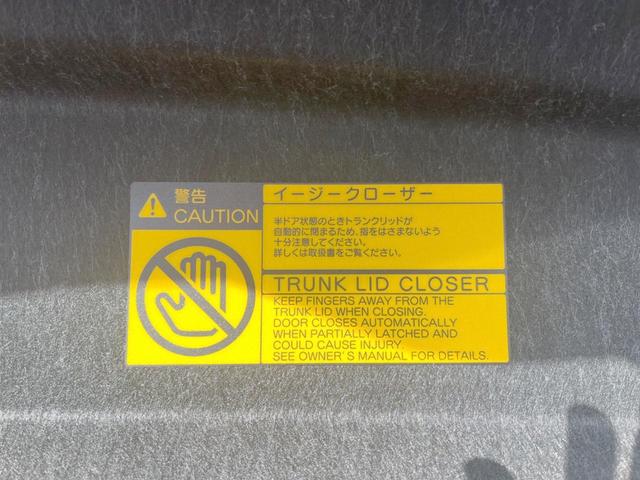 警告
CAUTION
イージークローザー
半ドア状態のときトランクリッドが
自動的に閉まるため、指をはさまないよう
十分注意してください。
詳しくは取扱書をご覧ください。
TRUNK LID CLOSER
KEEP FINGERS AWAY FROM THE
TRUNK LID WHEN CLOSING.
DOOR CLOSES AUTOMATICALLY
WHEN PARTIALLY LATCHED AND
COULD CAUSE INJURY.
SEE OWNER'S MANUAL FOR DETAILS.